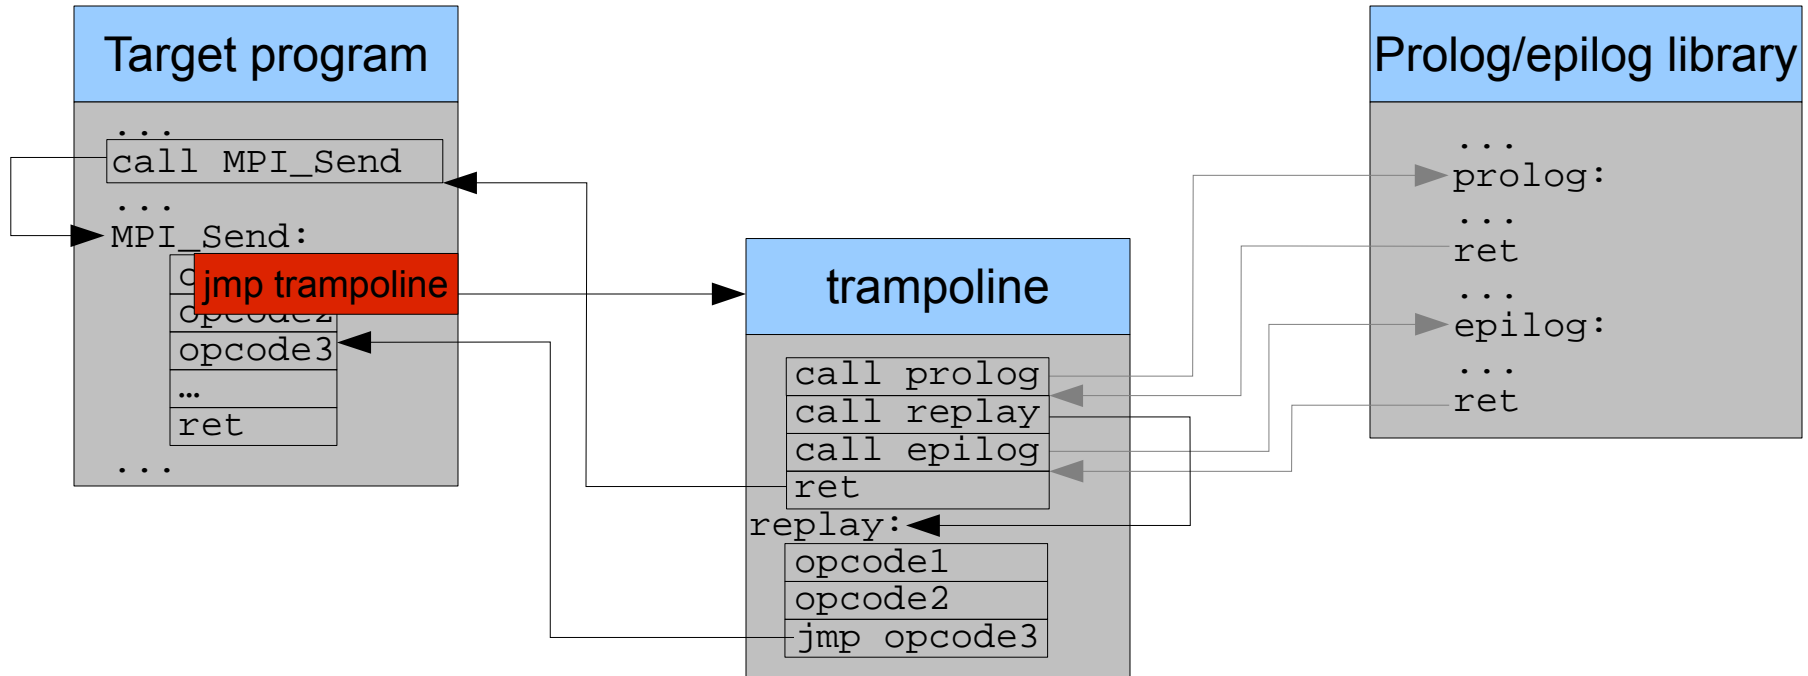 Target program
...
call MPI_Send
...
MPI_Send:
jmp trampoline
opcode2
opcode3
…
ret
...
trampoline
call prolog
call replay
call epilog
ret
replay:
opcode1
opcode2
jmp opcode3
Prolog/epilog library
...
prolog:
...
ret
...
epilog:
...
ret